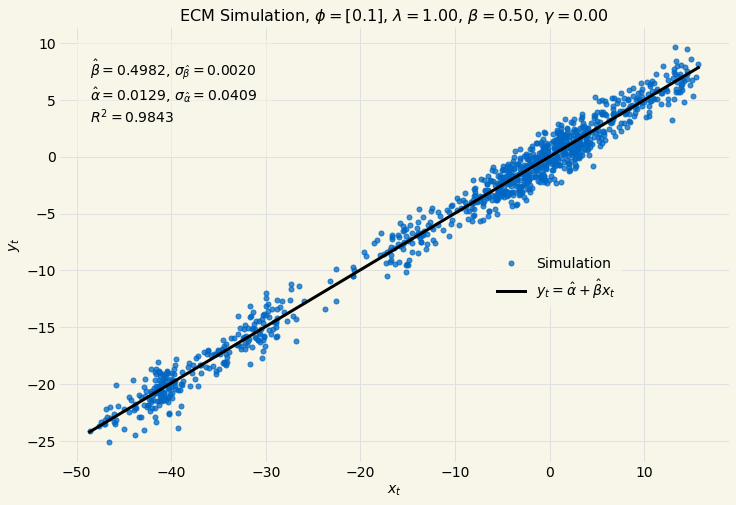 ECM Simulation, ϕ = [0.1], λ = 1.00, β = 0.50, γ = 0.00
10
5
0
−5
−10
−15
−20
−25
y_t
β̂ = 0.4982, σ_β̂ = 0.0020
α̂ = 0.0129, σ_α̂ = 0.0409
R² = 0.9843
Simulation
y_t = α̂ + β̂x_t
−50
−40
−30
−20
−10
0
10
x_t